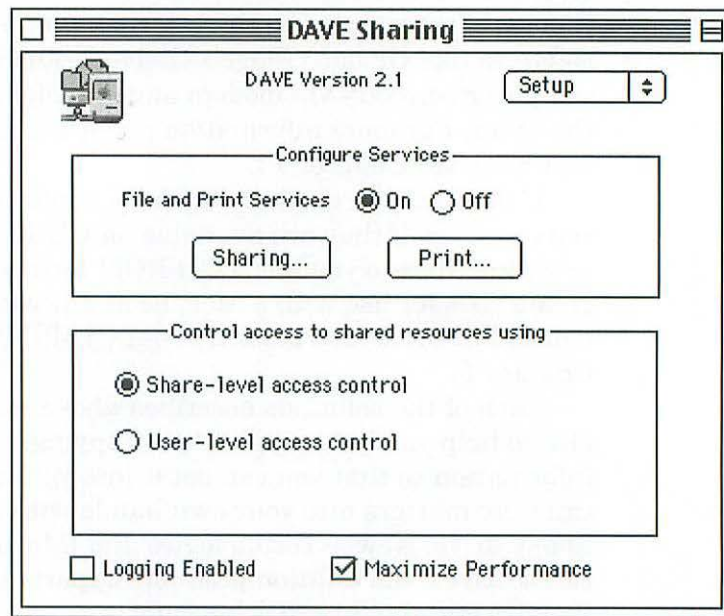 DAVE Sharing
DAVE Version 2.1
Setup
Configure Services
File and Print Services On Off
Sharing... Print...
Control access to shared resources using
Share-level access control
User-level access control
Logging Enabled Maximize Performance